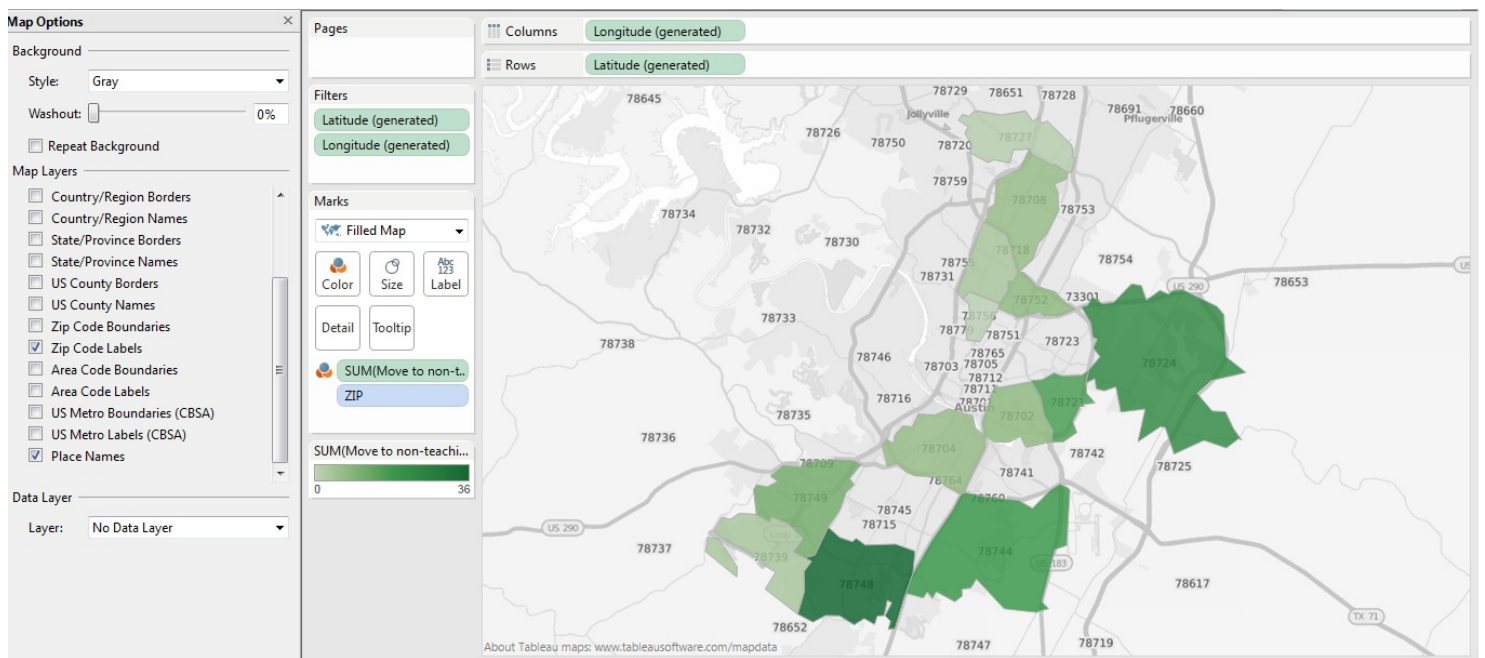 Map Options
Background
Style: Gray
Washout: 0%
Repeat Background
Map Layers
Country/Region Borders
Country/Region Names
State/Province Borders
State/Province Names
US County Borders
US County Names
Zip Code Boundaries
Zip Code Labels
Area Code Boundaries
Area Code Labels
US Metro Boundaries (CBSA)
US Metro Labels (CBSA)
Place Names
Data Layer
Layer: No Data Layer
Pages
Filters
Latitude (generated)
Longitude (generated)
Marks
Filled Map
Color
Size
Abc
123
Label
Detail
Tooltip
SUM(Move to non-t..
ZIP
SUM(Move to non-teachi...
0 36
Columns Longitude (generated)
Rows Latitude (generated)
78645
78729 78651 78728
Jollyville
78691 78660
Pflugerville
78726
78750
78720
78727
78759
78708
78753
78734
78732
78730
78718
78754
78755
78731
78653
US 290
78752
73301
78733
78756
78779
78751
78723
78738
78746
78765
78703 78705
78712
78711
78701
Austin
78724
78716
78702
78721
78735
78736
78704
78742
78725
78709
78764
78741
78749
78760
78745
78715
US 290
Loop
78737
78739
78744
US 183
78748
78617
TX 71
78652
78747
78719
About Tableau maps: www.tableausoftware.com/mapdata